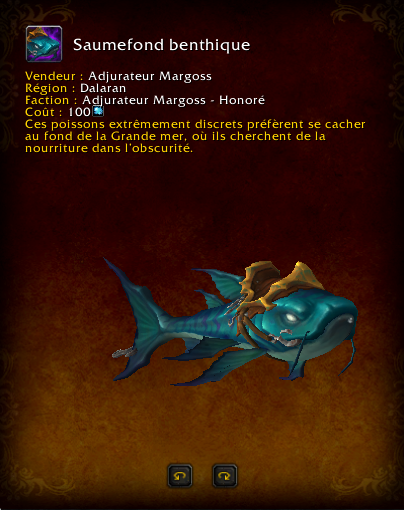 Saumefond benthique
Vendeur : Adjurateur Margoss
Région : Dalaran
Faction : Adjurateur Margoss - Honoré
Coût : 100
Ces poissons extrêmement discrets préfèrent se cacher
au fond de la Grande mer, où ils cherchent de la
nourriture dans l'obscurité.